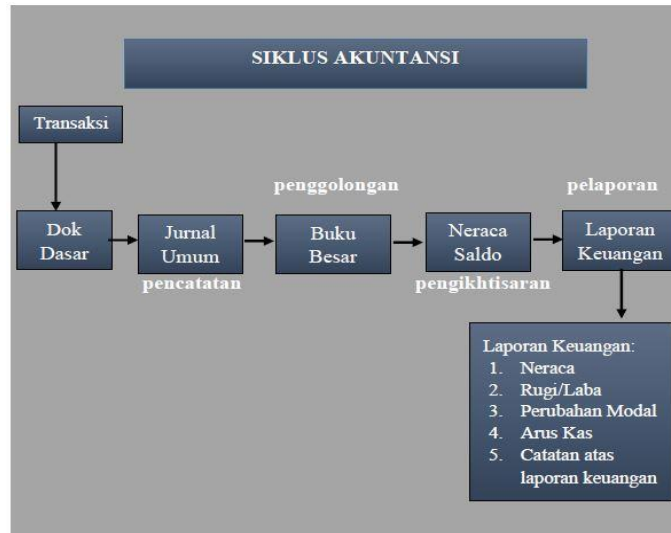 SIKLUS AKUNTANSI
Transaksi
penggolongan
pelaporan
Dok
Dasar
Jurnal
Umum
Buku
Besar
Neraca
Saldo
Laporan
Keuangan
pencatatan
pengikhtisaran
Laporan Keuangan:
1. Neraca
2. Rugi/Laba
3. Perubahan Modal
4. Arus Kas
5. Catatan atas
laporan keuangan